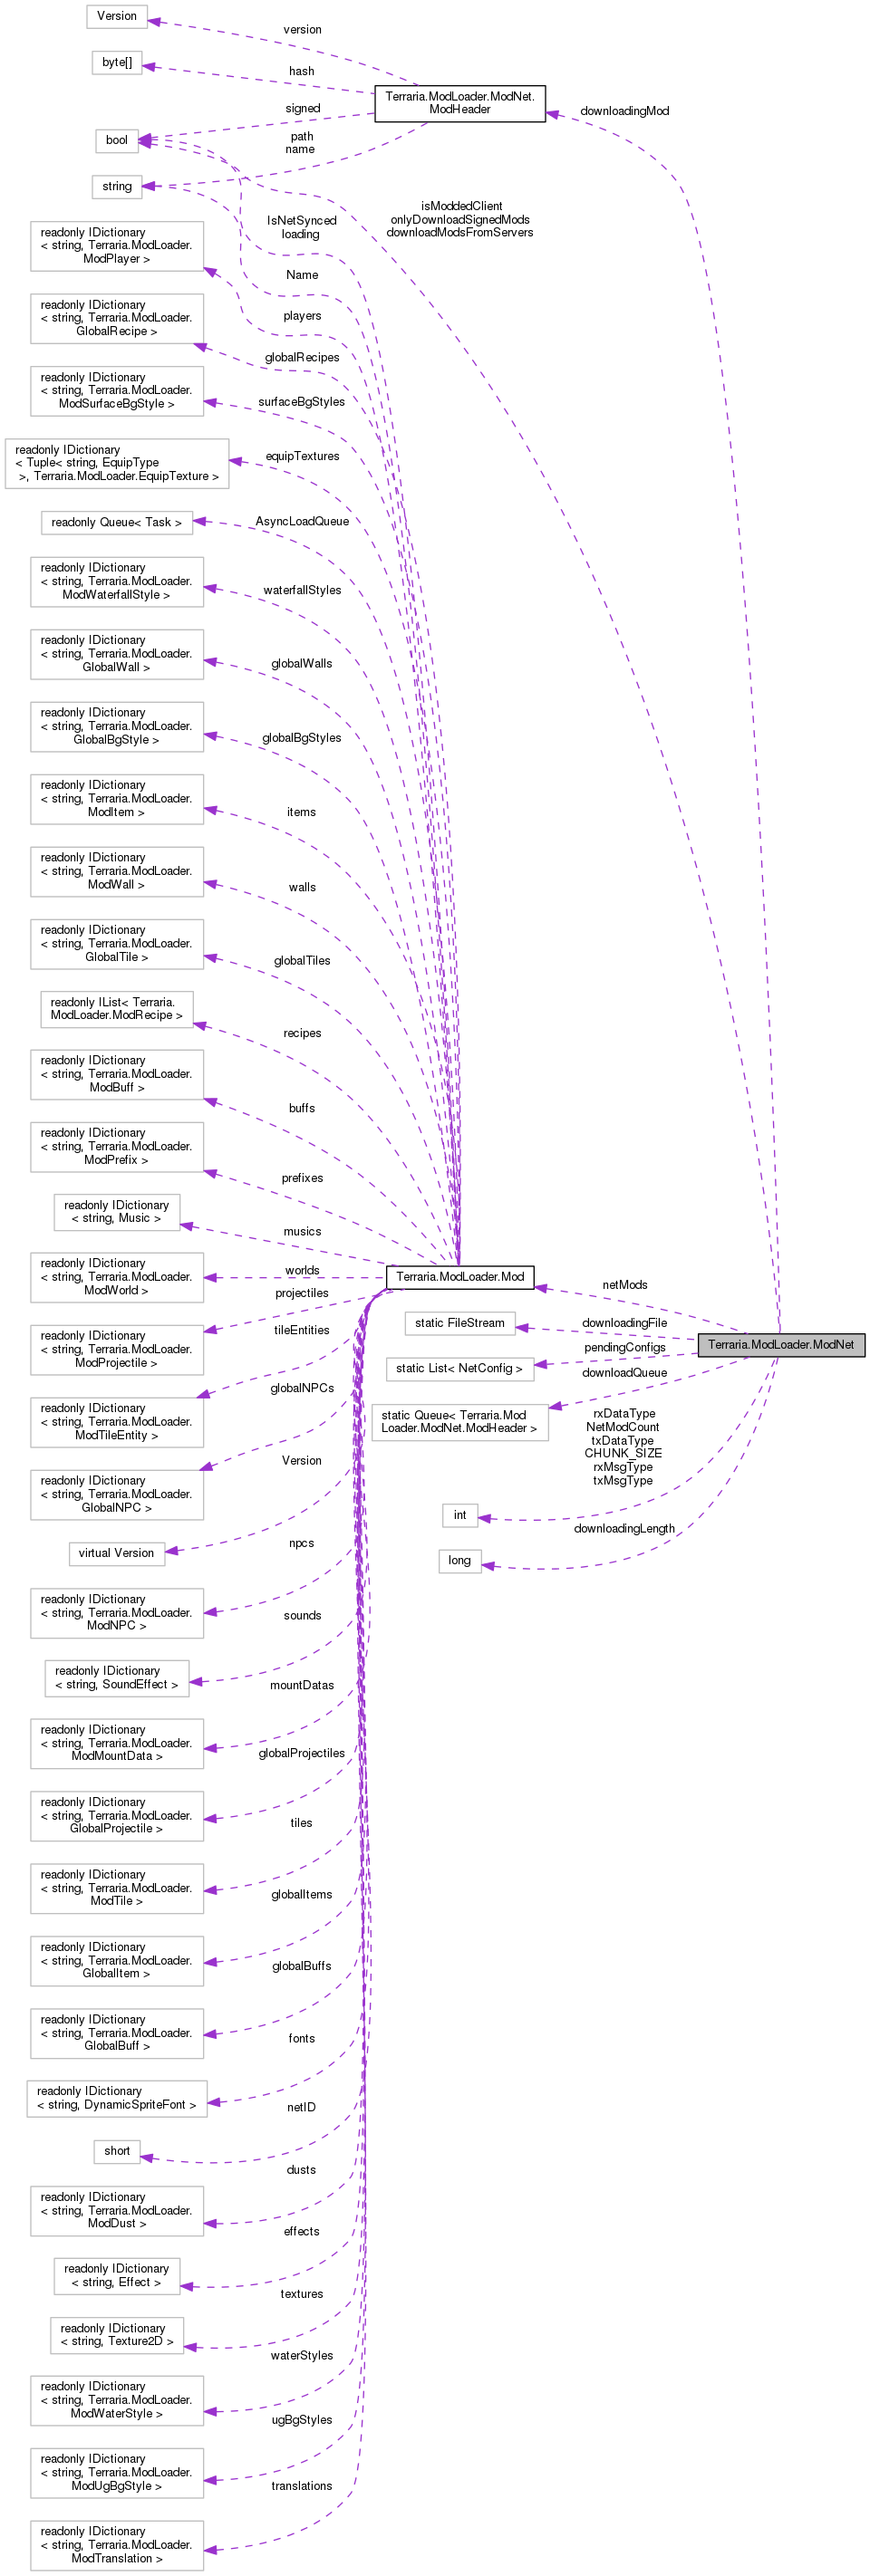 Version
version
byte[]
hash
Terraria.ModLoader.ModNet.
ModHeader
downloadingMod
signed
bool
path
name
string
isModdedClient
onlyDownloadSignedMods
downloadModsFromServers
IsNetSynced
loading
readonly IDictionary
< string, Terraria.ModLoader.
ModPlayer >
Name
players
readonly IDictionary
< string, Terraria.ModLoader.
GlobalRecipe >
globalRecipes
readonly IDictionary
< string, Terraria.ModLoader.
ModSurfaceBgStyle >
surfaceBgStyles
readonly IDictionary
< Tuple< string, EquipType
>, Terraria.ModLoader.EquipTexture >
equipTextures
readonly Queue< Task >
AsyncLoadQueue
readonly IDictionary
< string, Terraria.ModLoader.
ModWaterfallStyle >
waterfallStyles
readonly IDictionary
< string, Terraria.ModLoader.
GlobalWall >
globalWalls
readonly IDictionary
< string, Terraria.ModLoader.
GlobalBgStyle >
globalBgStyles
readonly IDictionary
< string, Terraria.ModLoader.
ModItem >
items
readonly IDictionary
< string, Terraria.ModLoader.
ModWall >
walls
readonly IDictionary
< string, Terraria.ModLoader.
GlobalTile >
globalTiles
readonly IList< Terraria.
ModLoader.ModRecipe >
recipes
readonly IDictionary
< string, Terraria.ModLoader.
ModBuff >
buffs
readonly IDictionary
< string, Terraria.ModLoader.
ModPrefix >
prefixes
readonly IDictionary
< string, Music >
musics
readonly IDictionary
< string, Terraria.ModLoader.
ModWorld >
worlds
Terraria.ModLoader.Mod
netMods
projectiles
static FileStream
downloadingFile
readonly IDictionary
< string, Terraria.ModLoader.
ModProjectile >
tileEntities
pendingConfigs
Terraria.ModLoader.ModNet
static List< NetConfig >
downloadQueue
globalNPCs
readonly IDictionary
< string, Terraria.ModLoader.
ModTileEntity >
static Queue< Terraria.Mod
Loader.ModNet.ModHeader >
rxDataType
NetModCount
txDataType
CHUNK_SIZE
rxMsgType
txMsgType
Version
readonly IDictionary
< string, Terraria.ModLoader.
GlobalNPC >
int
downloadingLength
virtual Version
npcs
long
readonly IDictionary
< string, Terraria.ModLoader.
ModNPC >
sounds
readonly IDictionary
< string, SoundEffect >
mountDatas
readonly IDictionary
< string, Terraria.ModLoader.
ModMountData >
globalProjectiles
readonly IDictionary
< string, Terraria.ModLoader.
GlobalProjectile >
tiles
readonly IDictionary
< string, Terraria.ModLoader.
ModTile >
globalItems
readonly IDictionary
< string, Terraria.ModLoader.
GlobalItem >
globalBuffs
readonly IDictionary
< string, Terraria.ModLoader.
GlobalBuff >
fonts
readonly IDictionary
< string, DynamicSpriteFont >
netID
short
dusts
readonly IDictionary
< string, Terraria.ModLoader.
ModDust >
effects
readonly IDictionary
< string, Effect >
textures
readonly IDictionary
< string, Texture2D >
waterStyles
readonly IDictionary
< string, Terraria.ModLoader.
ModWaterStyle >
ugBgStyles
readonly IDictionary
< string, Terraria.ModLoader.
ModUgBgStyle >
translations
readonly IDictionary
< string, Terraria.ModLoader.
ModTranslation >